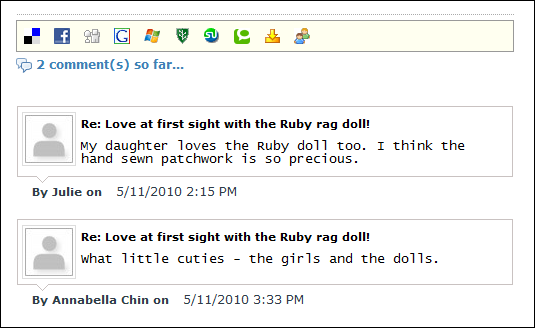 2 comment(s) so far...
Re: Love at first sight with the Ruby rag doll!
My daughter loves the Ruby doll too. I think the
hand sewn patchwork is so precious.
By Julie on 5/11/2010 2:15 PM
Re: Love at first sight with the Ruby rag doll!
What little cuties - the girls and the dolls.
By Annabella Chin on 5/11/2010 3:33 PM